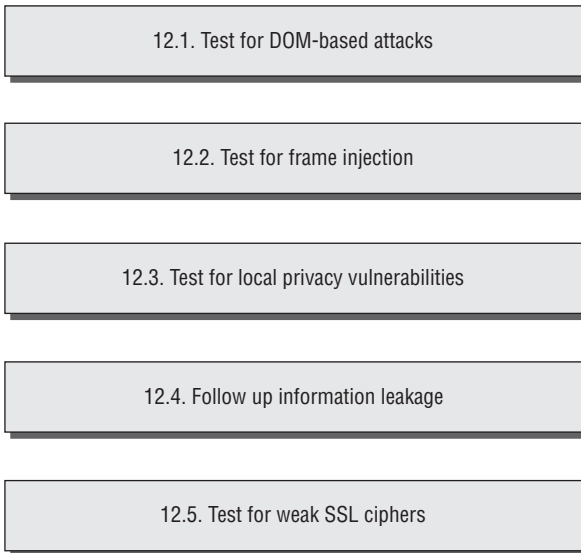 12.1. Test for DOM-based attacks
12.2. Test for frame injection
12.3. Test for local privacy vulnerabilities
12.4. Follow up information leakage
12.5. Test for weak SSL ciphers